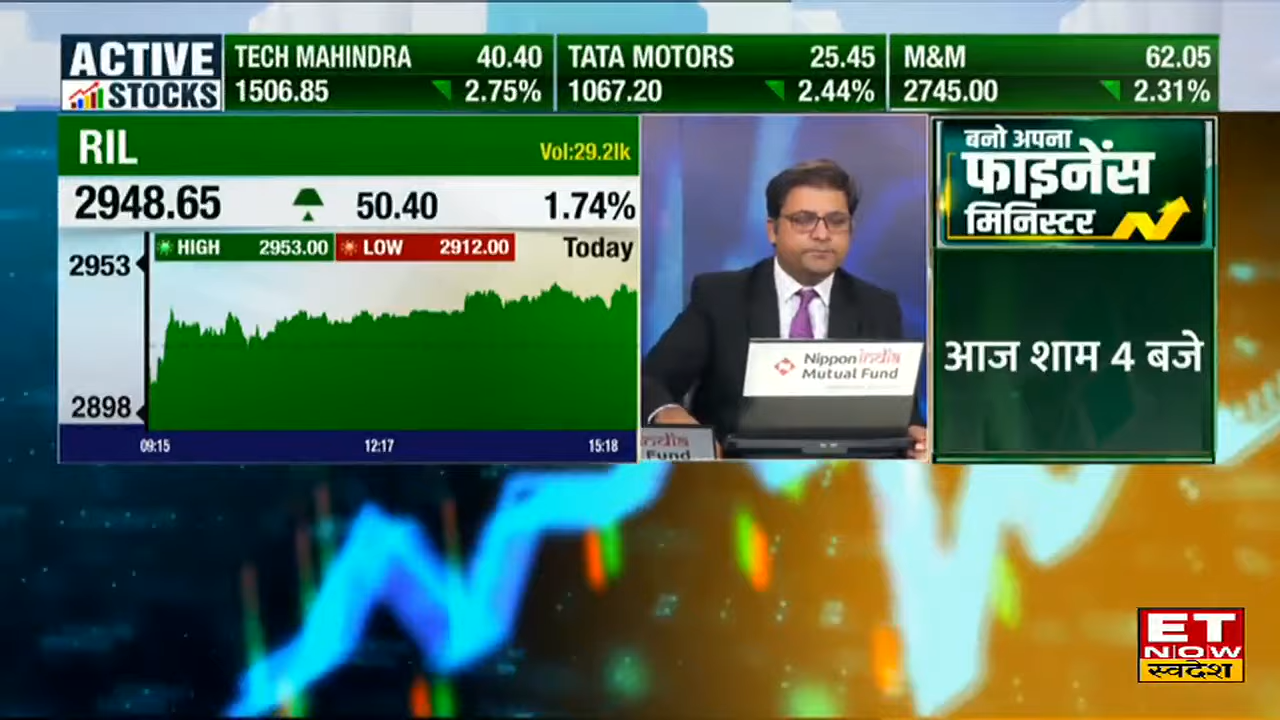 ACTIVE
STOCKS
TECH MAHINDRA 40.40
1506.85 2.75%
TATA MOTORS 25.45
1067.20 2.44%
M&M 62.05
2745.00 2.31%
RIL
Vol:29.2lk
2948.65 50.40 1.74%
HIGH 2953.00 LOW 2912.00 Today
2953
2898
09:15 12:17 15:18
Nippon india
Mutual Fund
india
Fund
बनो अपना
फाइनेंस
मिनिस्टर
आज शाम 4 बजे
ET
NOW
स्वदेश